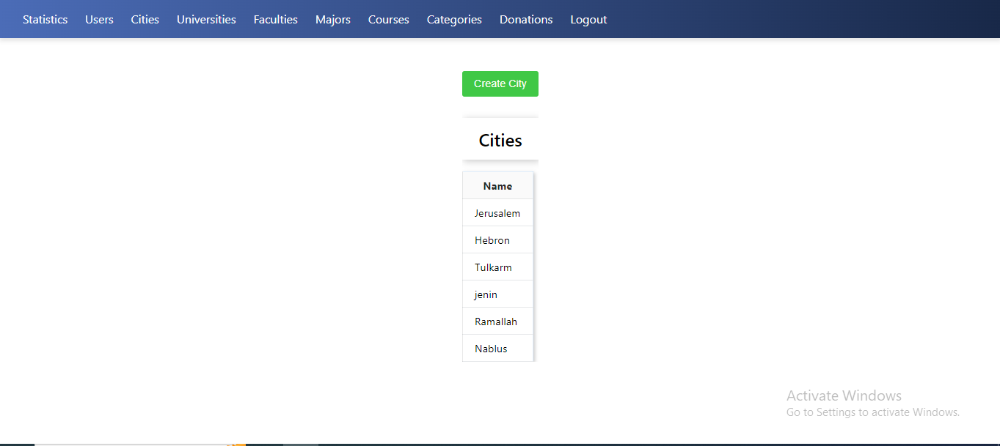 Statistics Users Cities Universities Faculties Majors Courses Categories Donations Logout
Create City
Cities
Name
Jerusalem
Hebron
Tulkarm
jenin
Ramallah
Nablus
Activate Windows
Go to Settings to activate Windows.